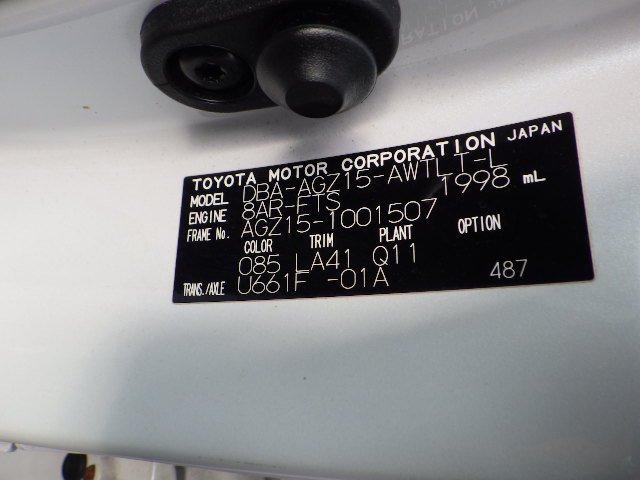 TOYOTA MOTOR CORPORATION JAPAN
MODEL DBA-AGZ15-AWTLT-L
ENGINE 8AR-FTS 1998 mL
FRAME No. AGZ15-1001507
COLOR TRIM PLANT OPTION
085 LA41 Q11
TRANS./AXLE U661F -01A 487